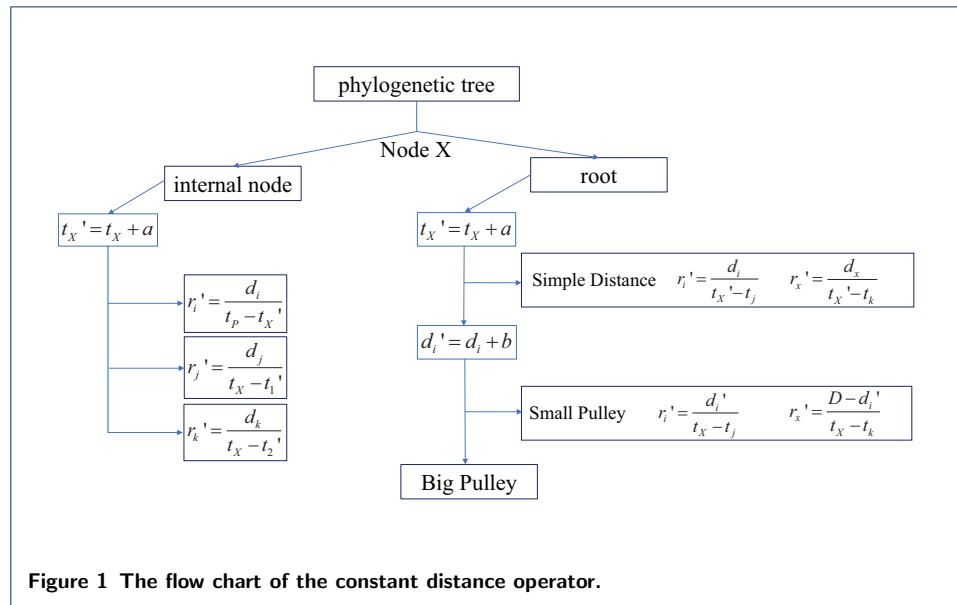 phylogenetic tree
Node X
internal node
root
t_X' = t_X + a
t_X' = t_X + a
r_i' = d_i / (t_P − t_X')
r_j' = d_j / (t_X − t_1')
r_k' = d_k / (t_X − t_2')
Simple Distance r_i' = d_i / (t_X' − t_j) r_x' = d_x / (t_X' − t_k)
d_i' = d_i + b
Small Pulley r_i' = d_i' / (t_X − t_j) r_x' = (D − d_i') / (t_X − t_k)
Big Pulley
Figure 1 The flow chart of the constant distance operator.